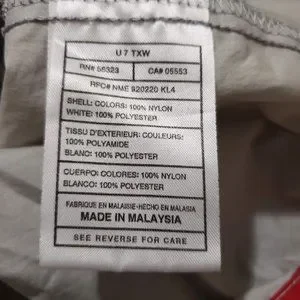 U 7 TXW
RN# 56323 CA# 05553
RFC# NME 920220 KL4
SHELL: COLORS: 100% NYLON
WHITE: 100% POLYESTER
TISSU D'EXTERIEUR: COULEURS:
100% POLYAMIDE
BLANC: 100% POLYESTER
CUERPO: COLORES: 100% NYLON
BLANCO: 100% POLYESTER
FABRIQUE EN MALAISIE-HECHO EN MALASIA
MADE IN MALAYSIA
SEE REVERSE FOR CARE